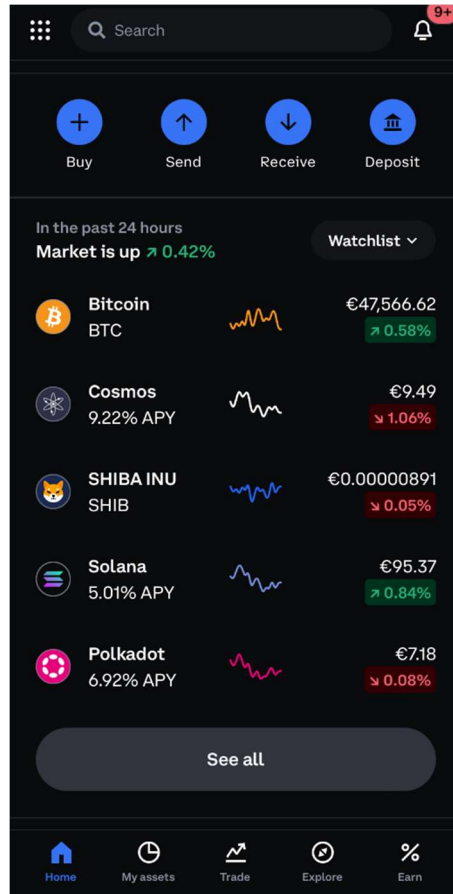 Search
9+
Buy
Send
Receive
Deposit
In the past 24 hours
Market is up ↗ 0.42%
Watchlist
Bitcoin
BTC
€47,566.62
↗ 0.58%
Cosmos
9.22% APY
€9.49
↘ 1.06%
SHIBA INU
SHIB
€0.00000891
↘ 0.05%
Solana
5.01% APY
€95.37
↗ 0.84%
Polkadot
6.92% APY
€7.18
↘ 0.08%
See all
Home
My assets
Trade
Explore
Earn